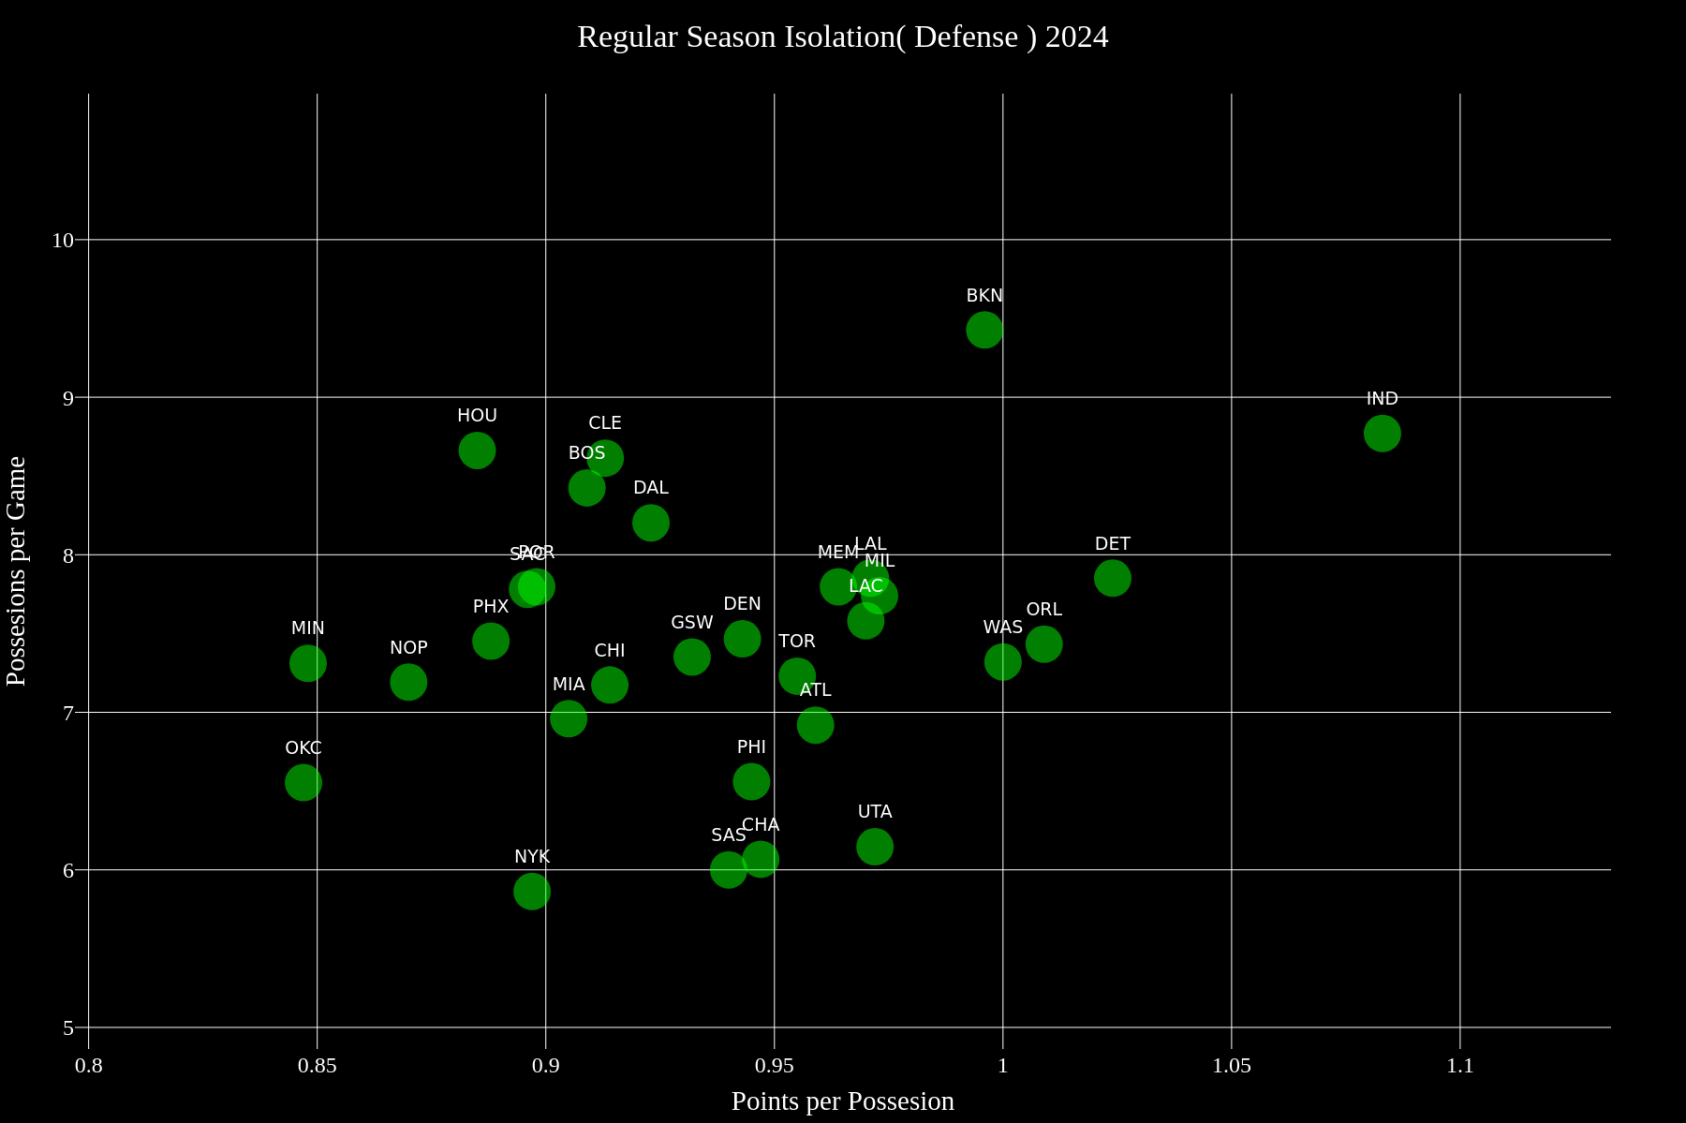 Regular Season Isolation( Defense ) 2024
10
9
8
7
6
5
Possesions per Game
BKN
IND
HOU
CLE
BOS
DAL
SAC
POR
MEM
LAL
MIL
LAC
DET
PHX
DEN
ORL
GSW
WAS
MIN
NOP
CHI
TOR
MIA
ATL
OKC
PHI
UTA
CHA
SAS
NYK
0.8
0.85
0.9
0.95
1
1.05
1.1
Points per Possesion